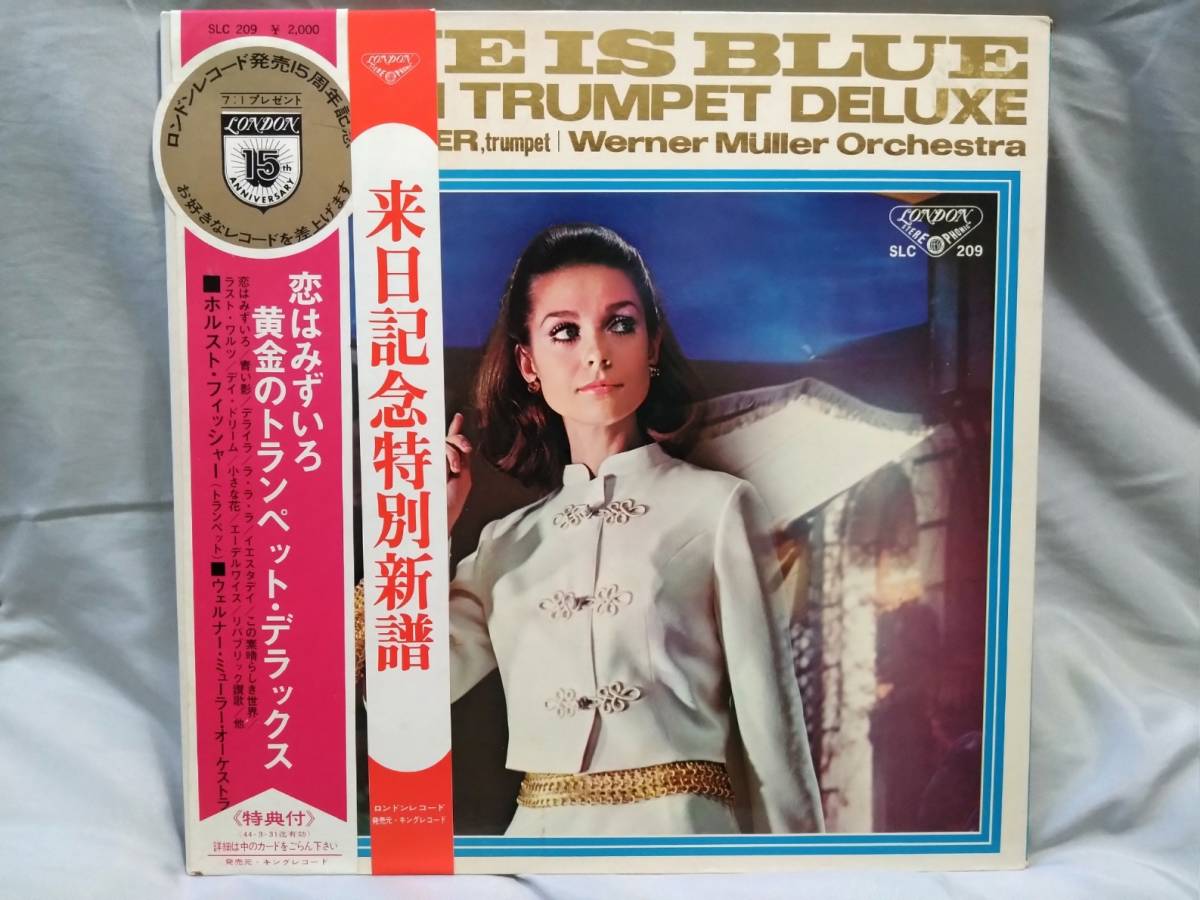 SLC 209 ¥ 2,000
ロンドンレコード発売15周年記念
7:1プレゼント
LONDON
15th
ANNIVERSARY
お好きなレコードを差上げます
恋はみずいろ
黄金のトランペット・デラックス
恋はみずいろ/青い影/デライラ/ラ・ラ・ラ/イエスタデイ/この素晴らしき世界/
ラスト・ワルツ/デイ・ドリーム/小さな花/エーデルワイス/リパブリック讃歌/他
■ホルスト・フィッシャー(トランペット)■ウェルナー・ミューラー・オーケストラ
《特典付》
(44・3・31迄有効)
詳細は中のカードをごらん下さい
発売元・キングレコード
LONDON
STEREOPHONIC
来日記念特別新譜
ロンドンレコード
発売元・キングレコード
E IS BLUE
TRUMPET DELUXE
ER, trumpet | Werner Müller Orchestra
LONDON
STEREOPHONIC
SLC 209